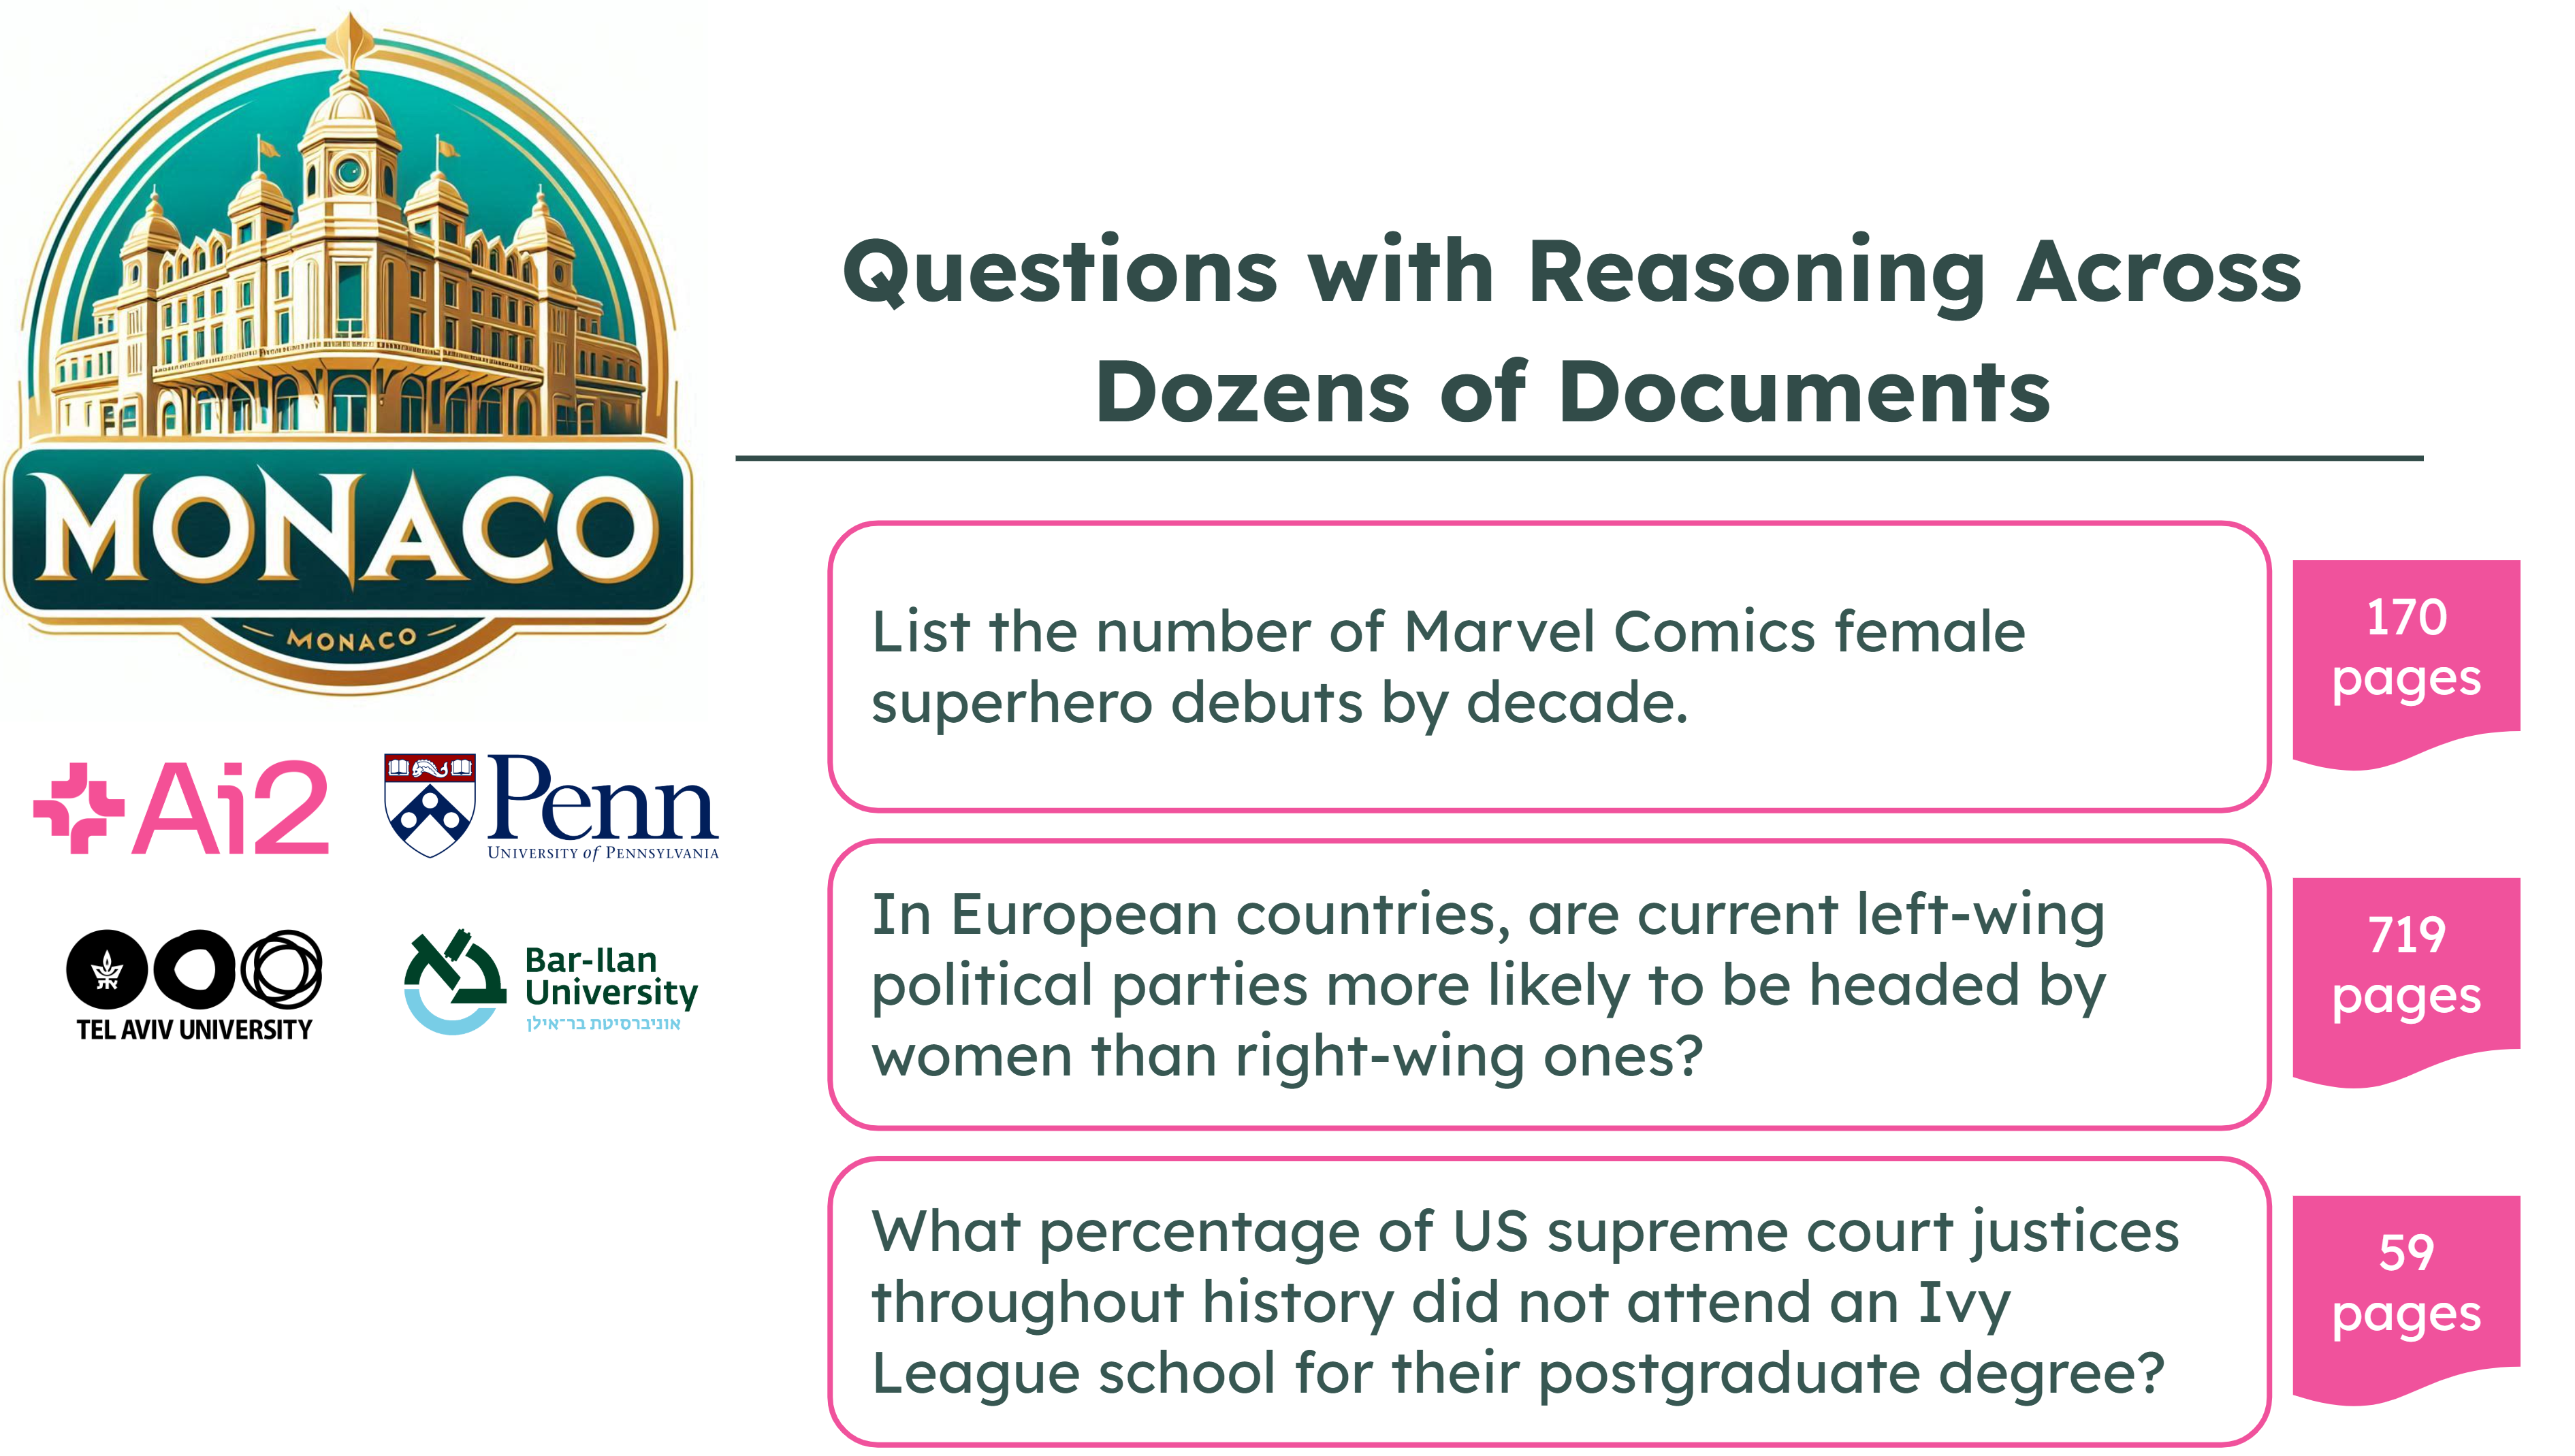 MONACO
MONACO
Ai2
Penn
UNIVERSITY of PENNSYLVANIA
TEL AVIV UNIVERSITY
Bar-Ilan
University
אוניברסיטת בר־אילן
Questions with Reasoning Across
Dozens of Documents
List the number of Marvel Comics female
superhero debuts by decade.
170
pages
In European countries, are current left-wing
political parties more likely to be headed by
women than right-wing ones?
719
pages
What percentage of US supreme court justices
throughout history did not attend an Ivy
League school for their postgraduate degree?
59
pages